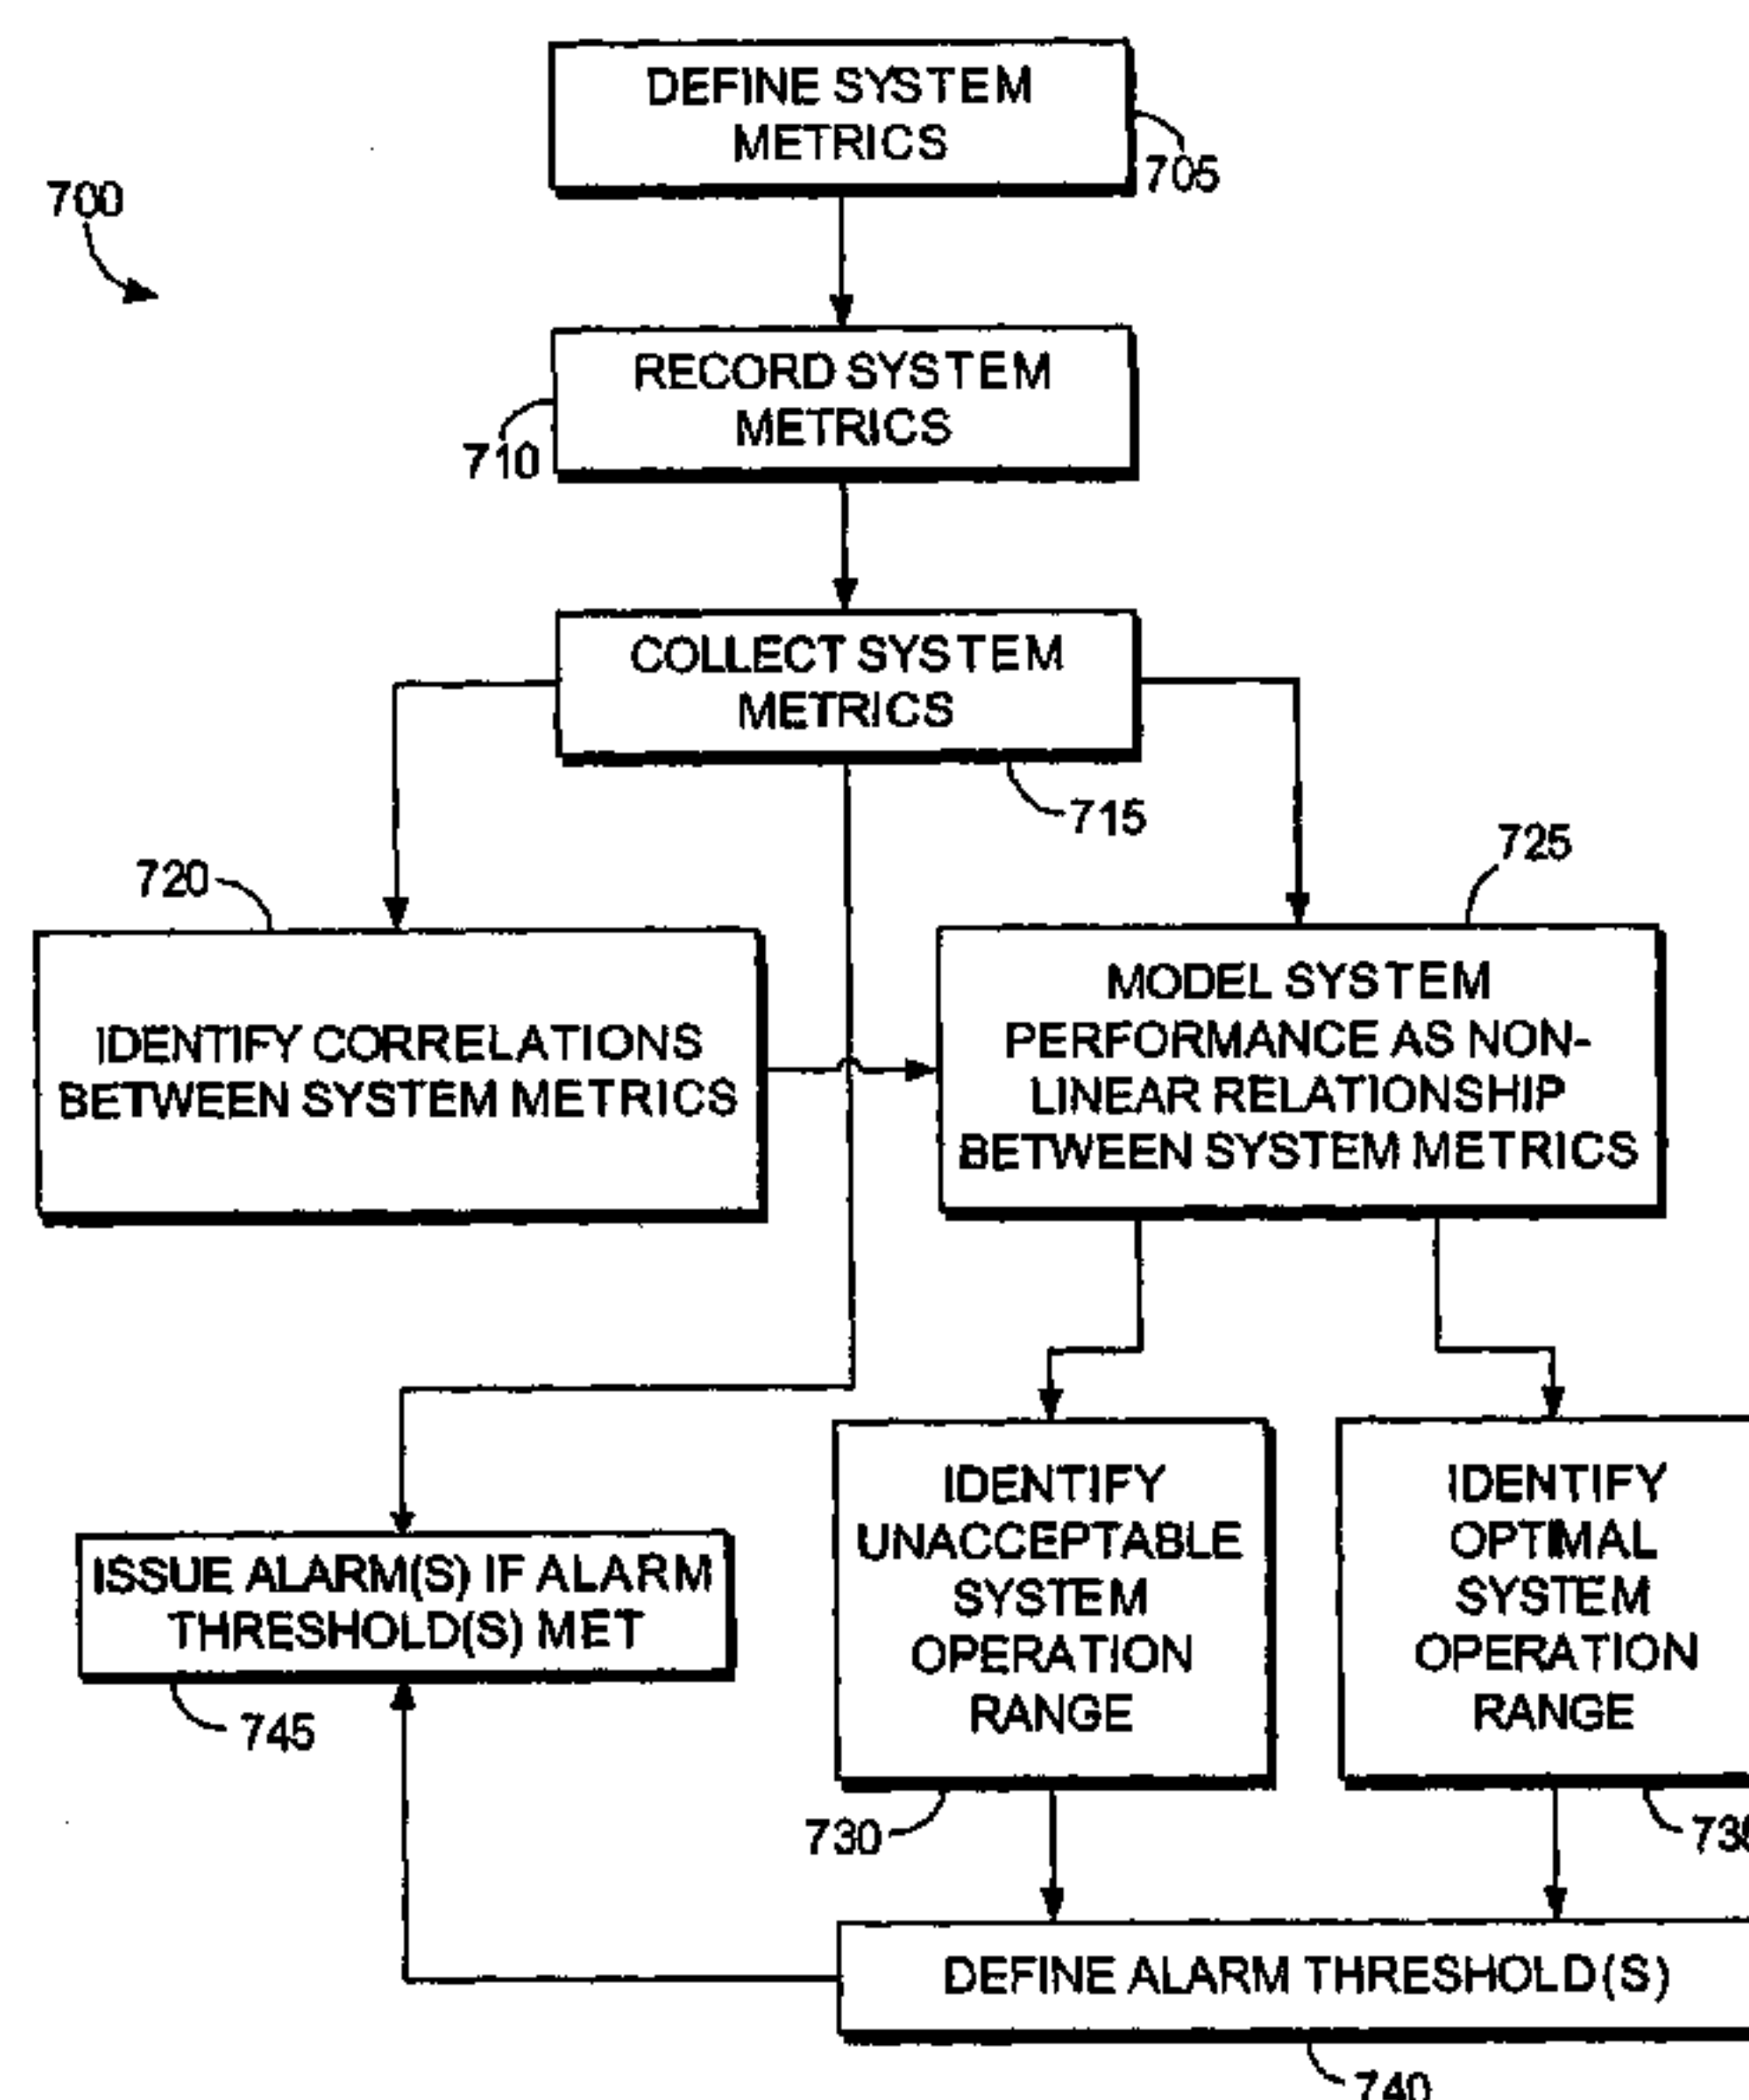 DEFINE SYSTEM
METRICS
705
700
RECORD SYSTEM
METRICS
710
COLLECT SYSTEM
METRICS
715
720
725
IDENTIFY CORRELATIONS
BETWEEN SYSTEM METRICS
MODEL SYSTEM
PERFORMANCE AS NON-
LINEAR RELATIONSHIP
BETWEEN SYSTEM METRICS
IDENTIFY
UNACCEPTABLE
SYSTEM
OPERATION
RANGE
IDENTIFY
OPTIMAL
SYSTEM
OPERATION
RANGE
ISSUE ALARM(S) IF ALARM
THRESHOLD(S) MET
745
730
DEFINE ALARM THRESHOLD(S)
740